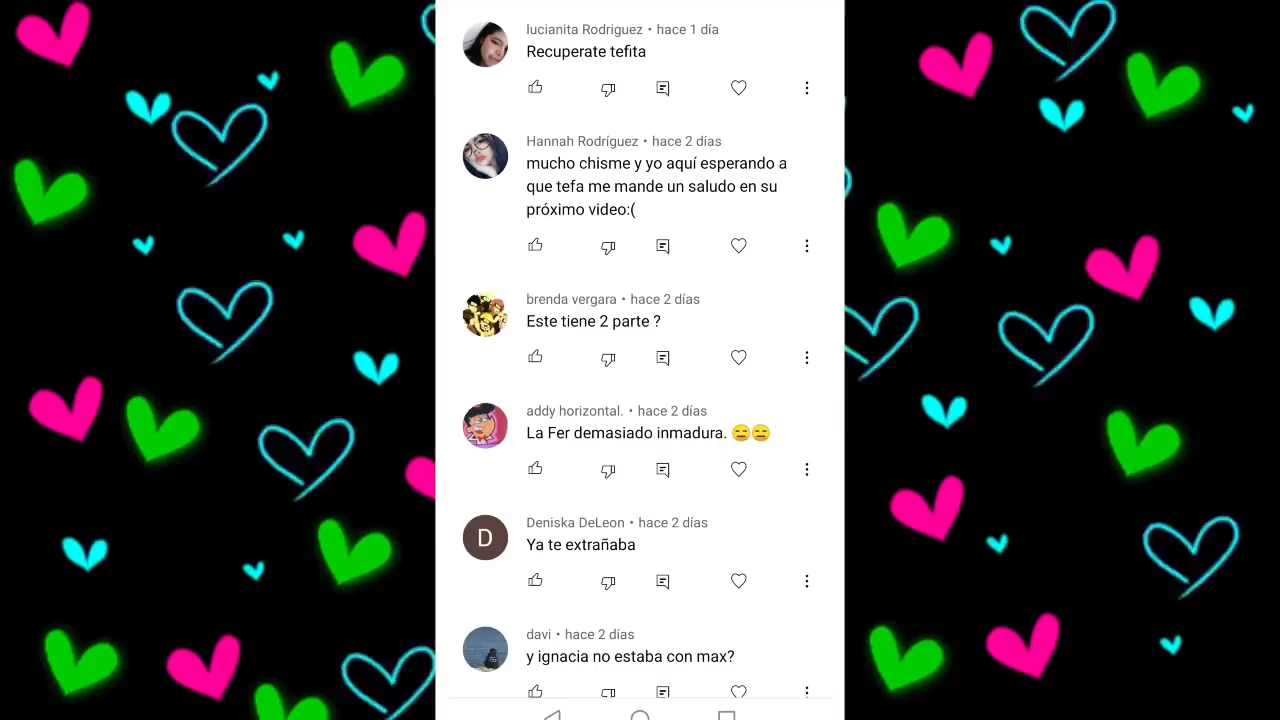 lucianita Rodriguez • hace 1 día
Recuperate tefita
Hannah Rodríguez • hace 2 días
mucho chisme y yo aquí esperando a
que tefa me mande un saludo en su
próximo video:(
brenda vergara • hace 2 días
Este tiene 2 parte ?
addy horizontal. • hace 2 días
La Fer demasiado inmadura. 😑😑
D
Deniska DeLeon • hace 2 días
Ya te extrañaba
davi • hace 2 días
y ignacia no estaba con max?